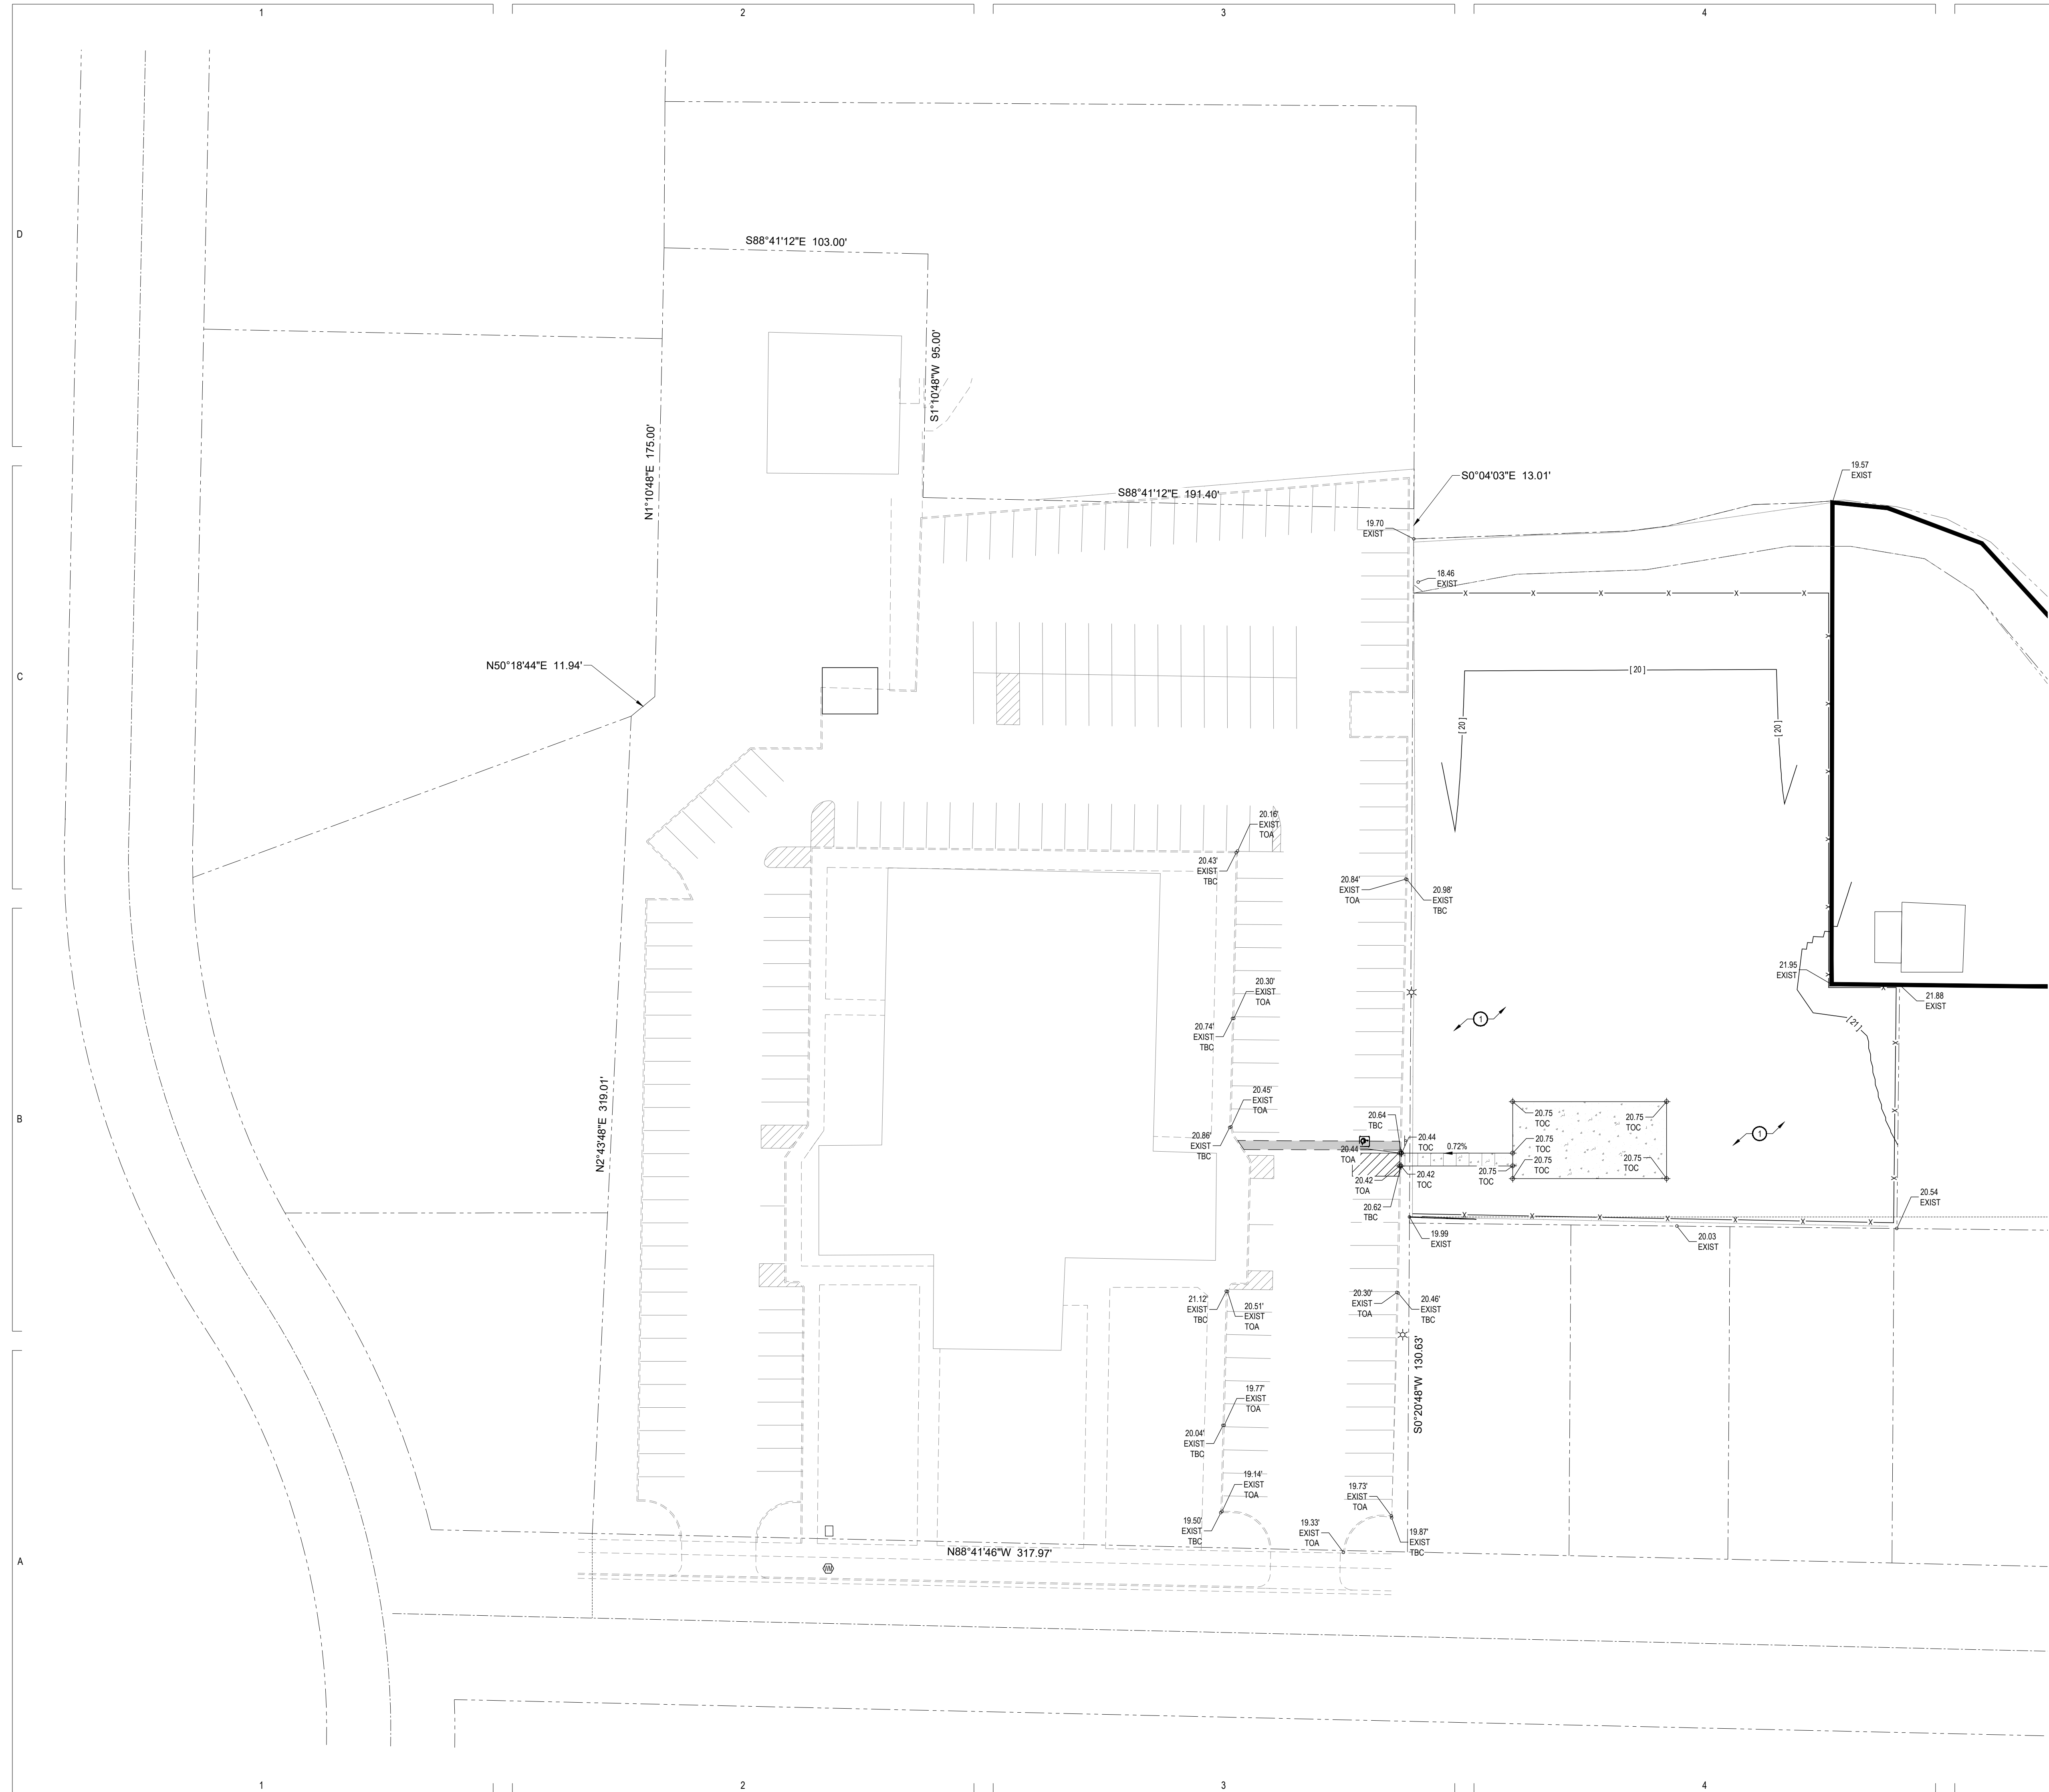 1
2
3
4
D
S88°41'12"E 103.00'
S1°10'48"W 95.00'
N1°10'48"E 175.00'
S88°41'12"E 191.40'
S0°04'03"E 13.01'
19.57
EXIST
19.70
EXIST
18.46
EXIST
X X X X X X
C
N50°18'44"E 11.94'
[ 20 ]
[ 20 ]
[ 20 ]
X
X
X
X
X
X
20.16'
EXIST
TOA
20.43'
EXIST
TBC
20.84'
EXIST
TOA
20.98'
EXIST
TBC
21.95
EXIST
X
21.88
EXIST
20.30'
EXIST
TOA
20.74'
EXIST
TBC
1
[ 21 ]
X
X
X
N2°43'48"E 319.01'
B
20.45'
EXIST
TOA
20.86'
EXIST
TBC
20.64
TBC
20.44
TOC
20.44
TOA
0.72%
20.75
TOC
20.75
TOC
20.75
TOC
20.75
TOC
20.75
TOC
20.75
TOC
1
20.42
TOA
20.42
TOC
20.62
TBC
20.54
EXIST
X X X X X X X
19.99
EXIST
20.03
EXIST
21.12'
EXIST
TBC
20.51'
EXIST
TOA
20.30'
EXIST
TOA
20.46'
EXIST
TBC
S0°20'48"W 130.63'
19.77'
EXIST
TOA
20.04'
EXIST
TBC
19.14'
EXIST
TOA
19.50'
EXIST
TBC
19.73'
EXIST
TOA
19.33'
EXIST
TOA
19.87'
EXIST
TBC
A
N88°41'46"W 317.97'
WM
1
2
3
4